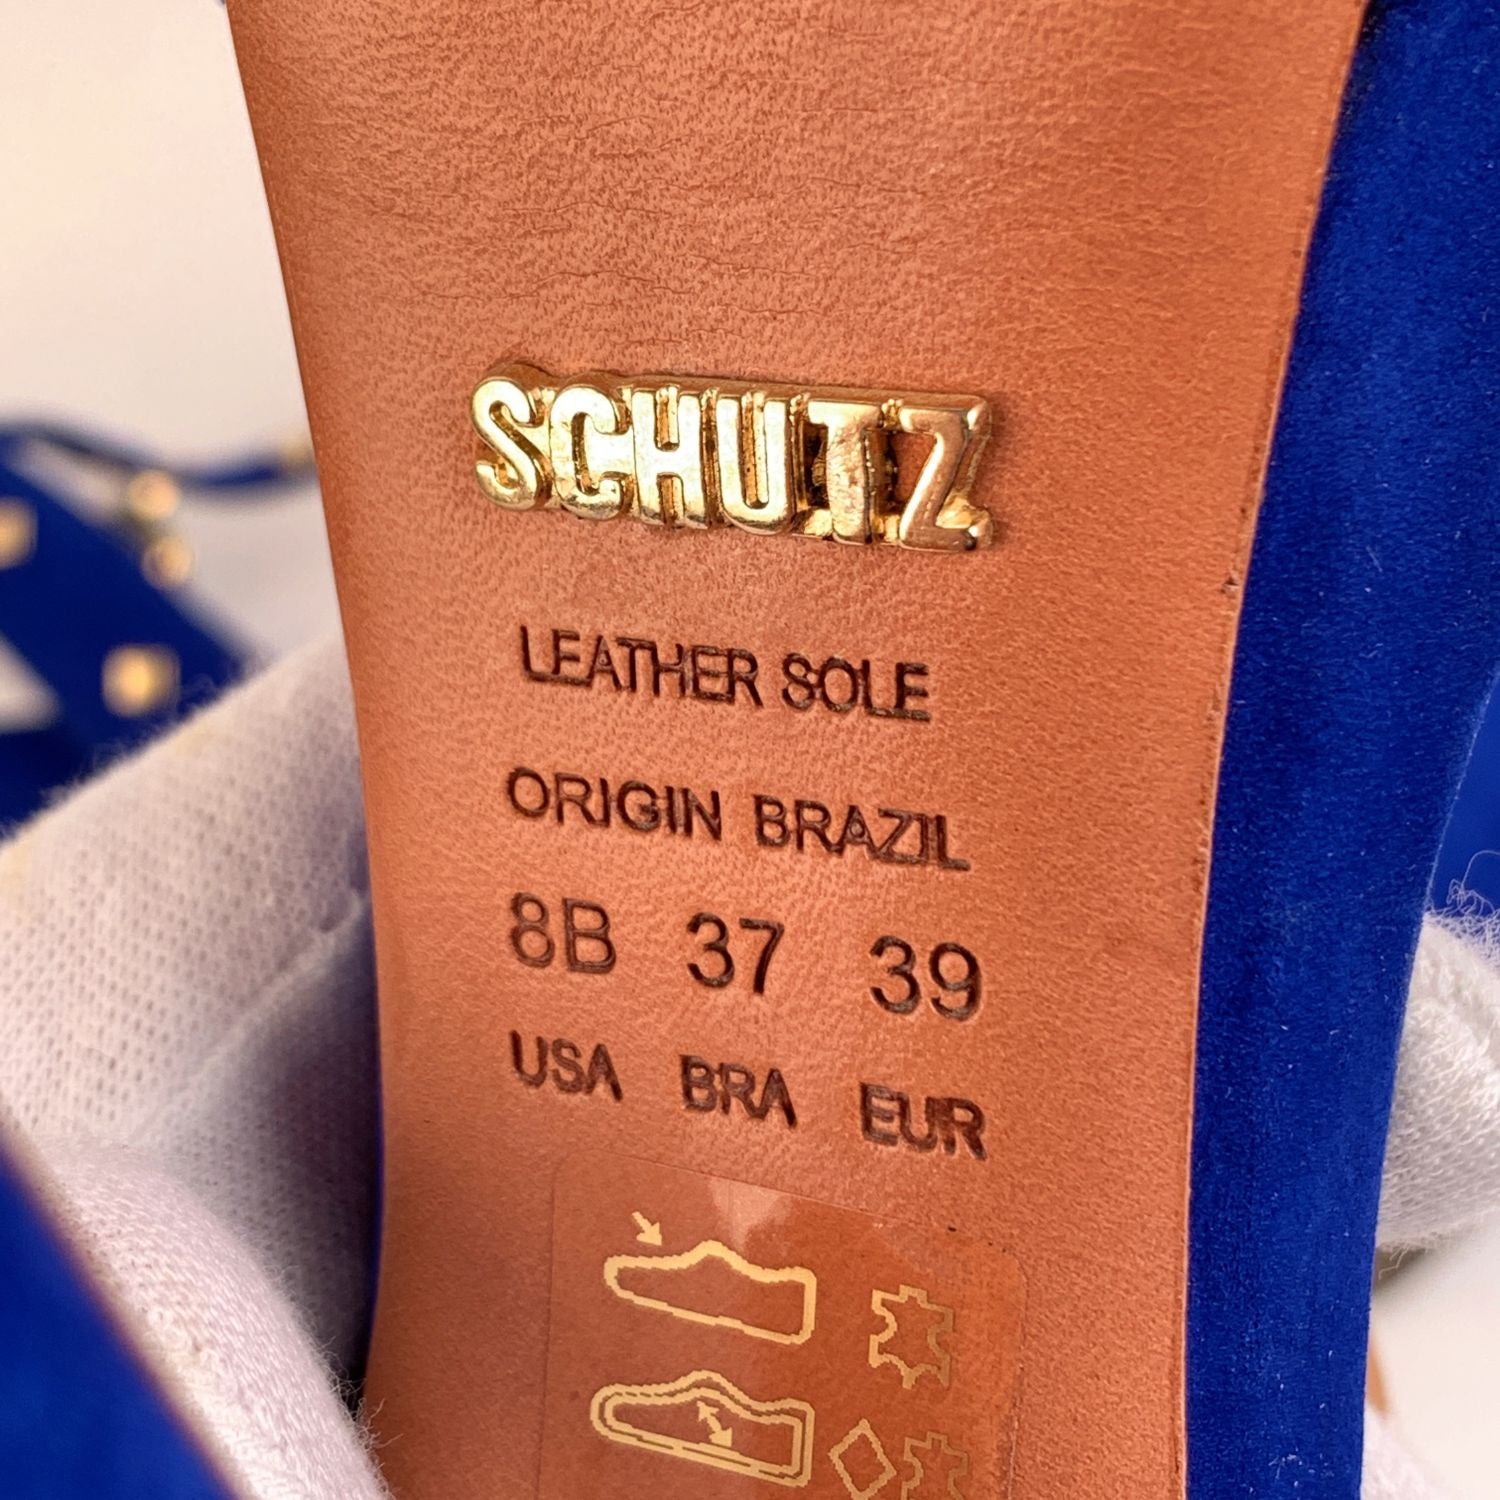 SCHUTZ
LEATHER SOLE
ORIGIN BRAZIL
8B 37 39
USA BRA EUR